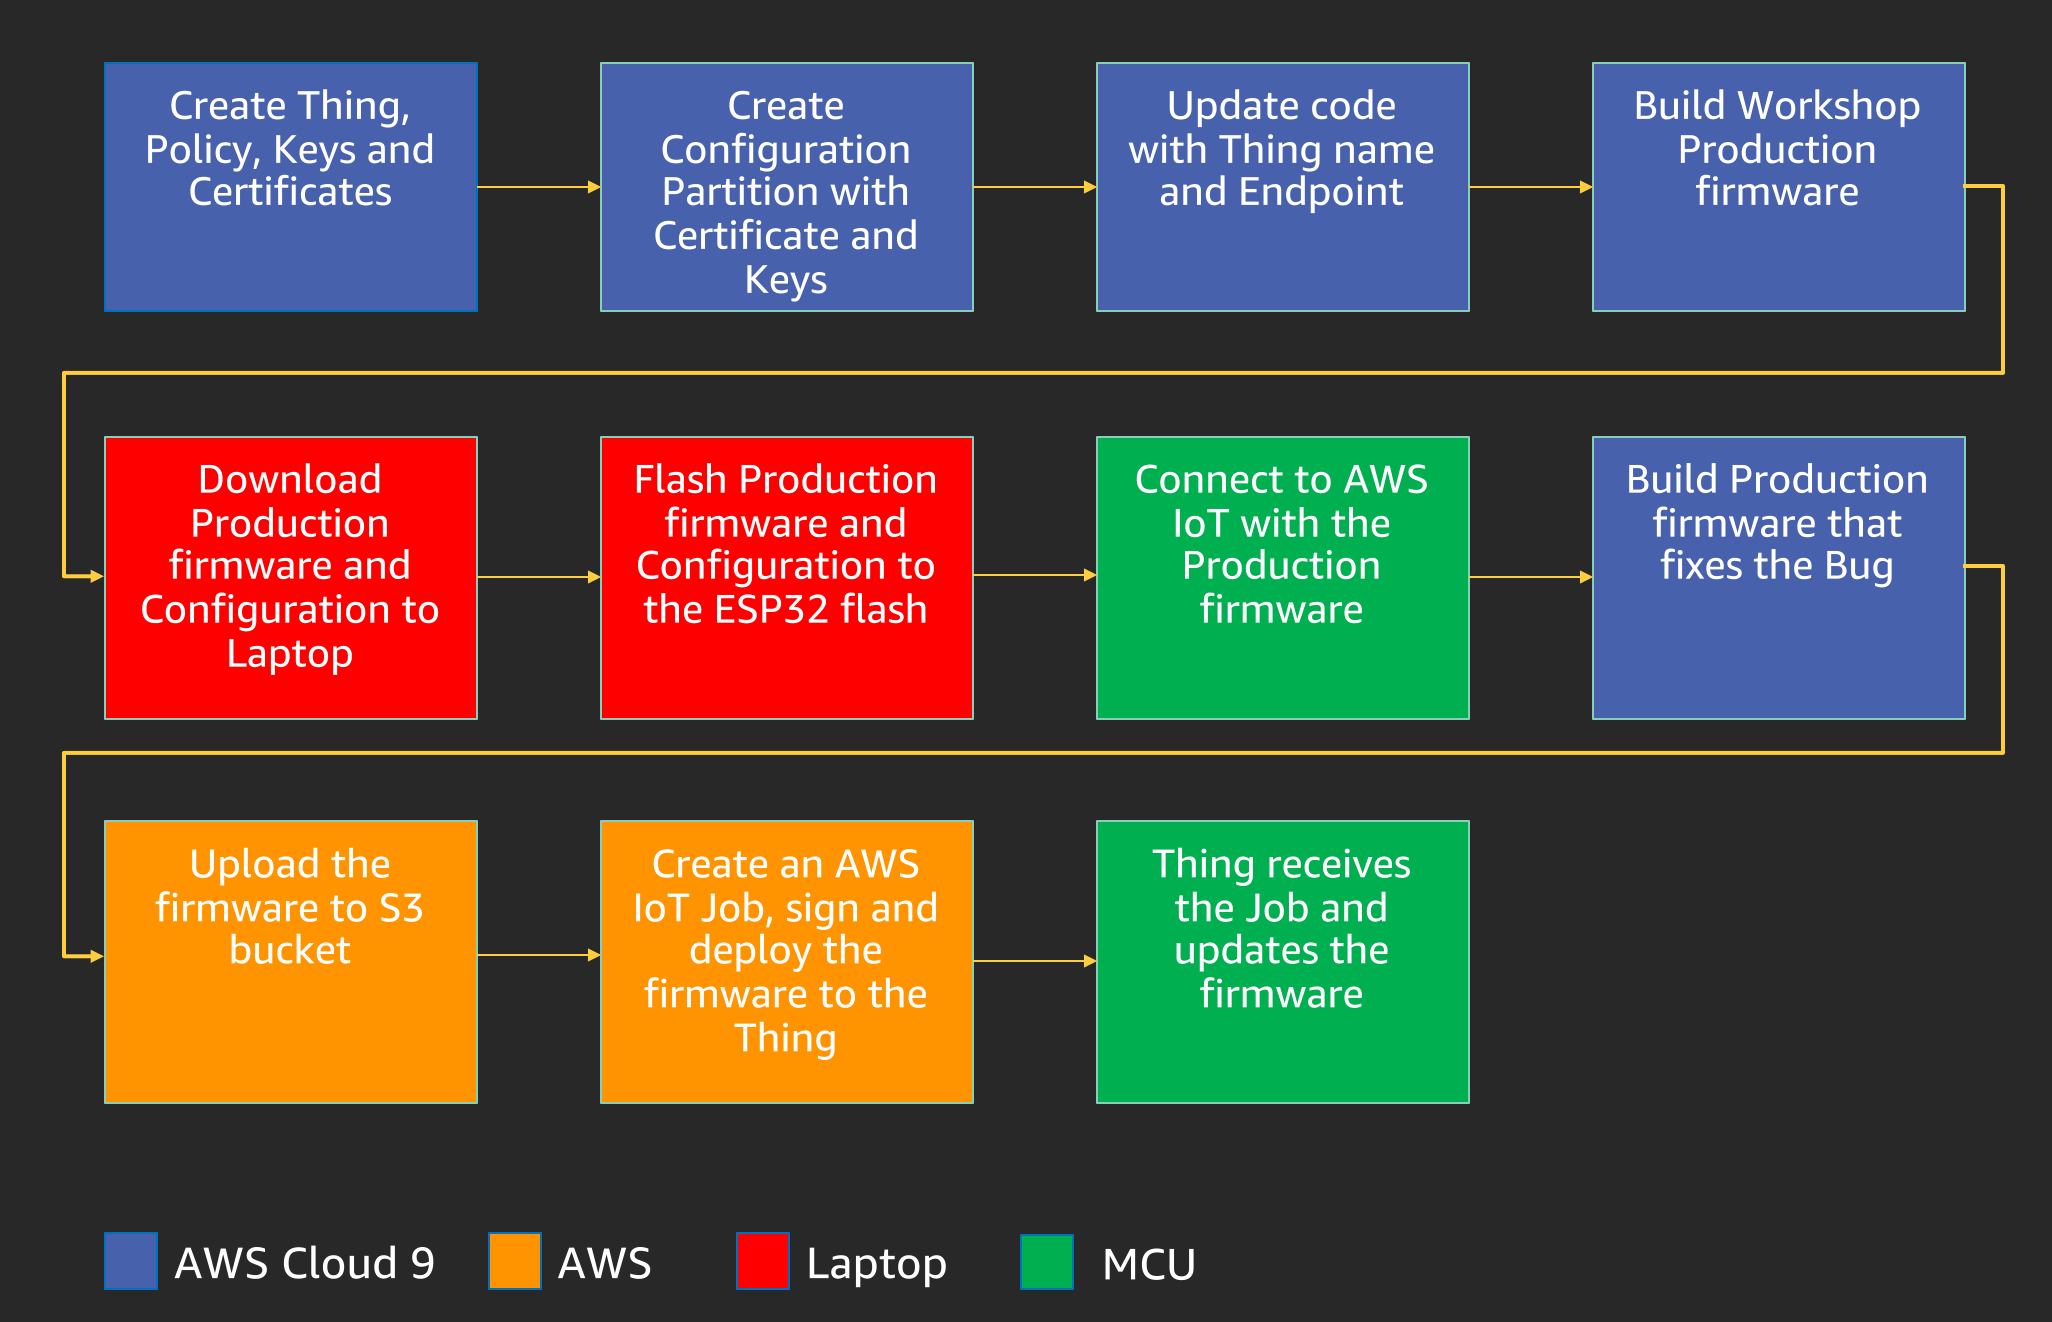 Create Thing,
Policy, Keys and
Certificates
Create
Configuration
Partition with
Certificate and
Keys
Update code
with Thing name
and Endpoint
Build Workshop
Production
firmware
Download
Production
firmware and
Configuration to
Laptop
Flash Production
firmware and
Configuration to
the ESP32 flash
Connect to AWS
IoT with the
Production
firmware
Build Production
firmware that
fixes the Bug
Upload the
firmware to S3
bucket
Create an AWS
IoT Job, sign and
deploy the
firmware to the
Thing
Thing receives
the Job and
updates the
firmware
AWS Cloud 9
AWS
Laptop
MCU